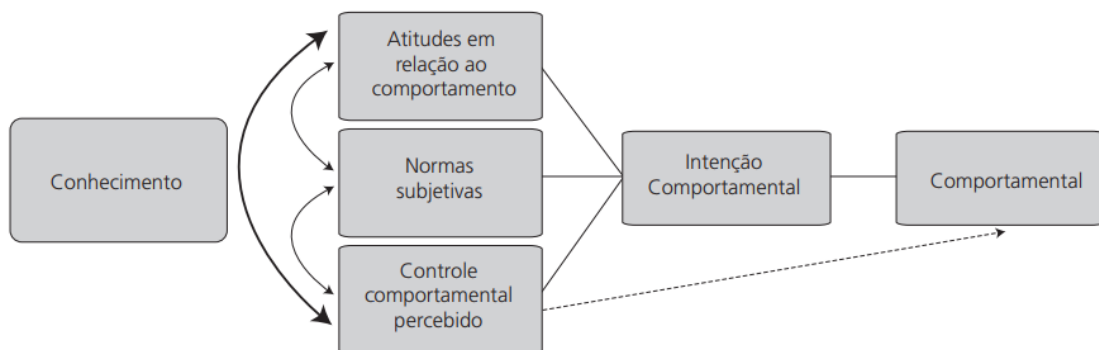 Conhecimento
Atitudes em
relação ao
comportamento
Normas
subjetivas
Controle
comportamental
percebido
Intenção
Comportamental
Comportamental